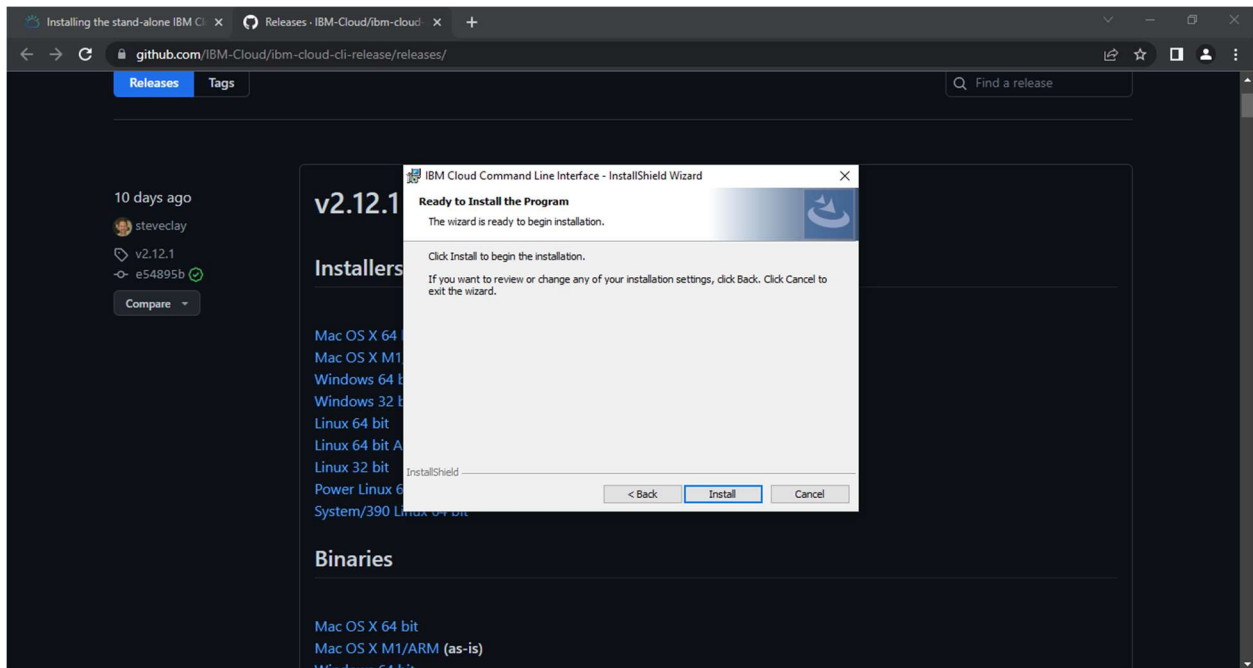 Installing the stand-alone IBM Cl
Releases · IBM-Cloud/ibm-cloud-
github.com/IBM-Cloud/ibm-cloud-cli-release/releases/
Releases
Tags
Find a release
10 days ago
steveclay
v2.12.1
e54895b
Compare
v2.12.1
Installers
Mac OS X 64
Mac OS X M1
Windows 64
Windows 32
Linux 64 bit
Linux 64 bit A
Linux 32 bit
Power Linux 6
System/390 Linux 64 bit
Binaries
Mac OS X 64 bit
Mac OS X M1/ARM (as-is)
Windows 64 bit
IBM Cloud Command Line Interface - InstallShield Wizard
Ready to Install the Program
The wizard is ready to begin installation.
Click Install to begin the installation.
If you want to review or change any of your installation settings, click Back. Click Cancel to
exit the wizard.
InstallShield
< Back
Install
Cancel